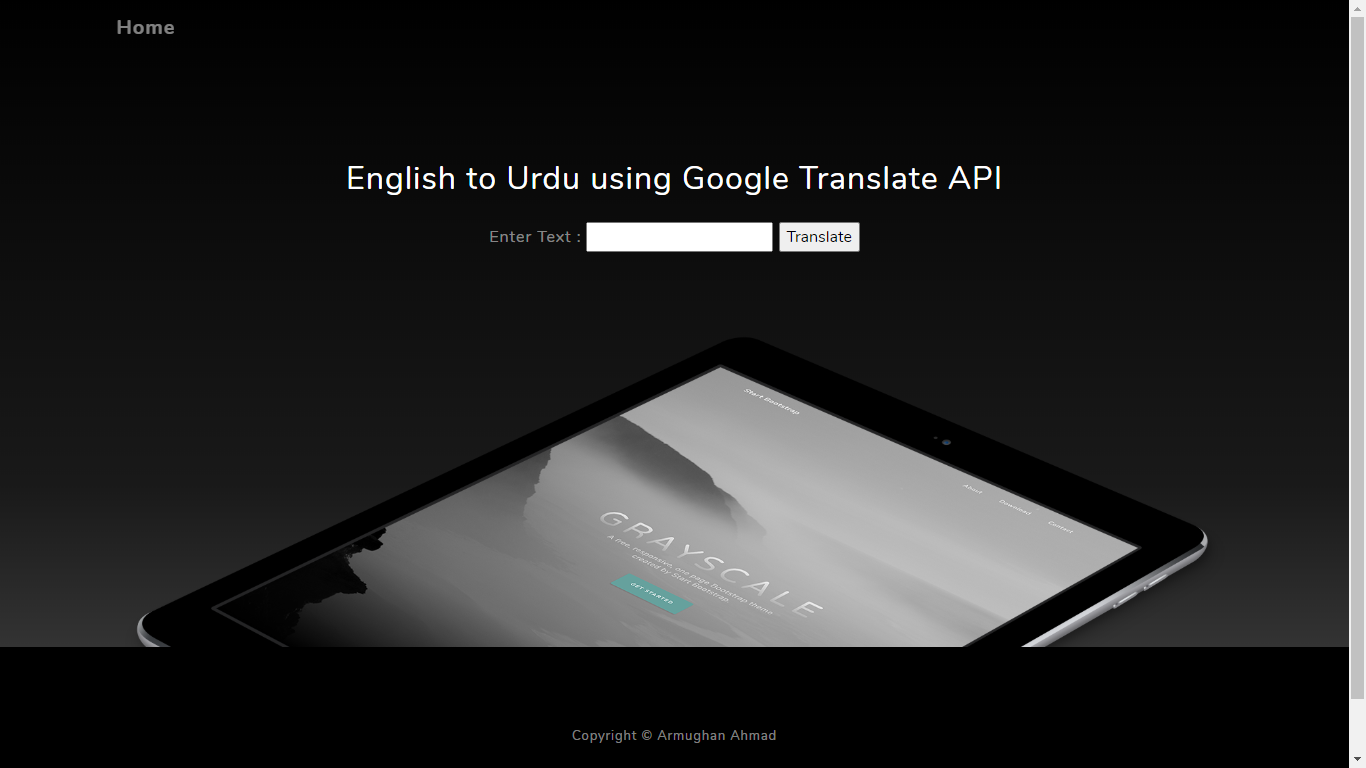 Home
English to Urdu using Google Translate API
Enter Text :
Translate
Start Bootstrap
About
Download
Contact
GRAYSCALE
A free, responsive, one page Bootstrap theme
created by Start Bootstrap.
GET STARTED
Copyright © Armughan Ahmad